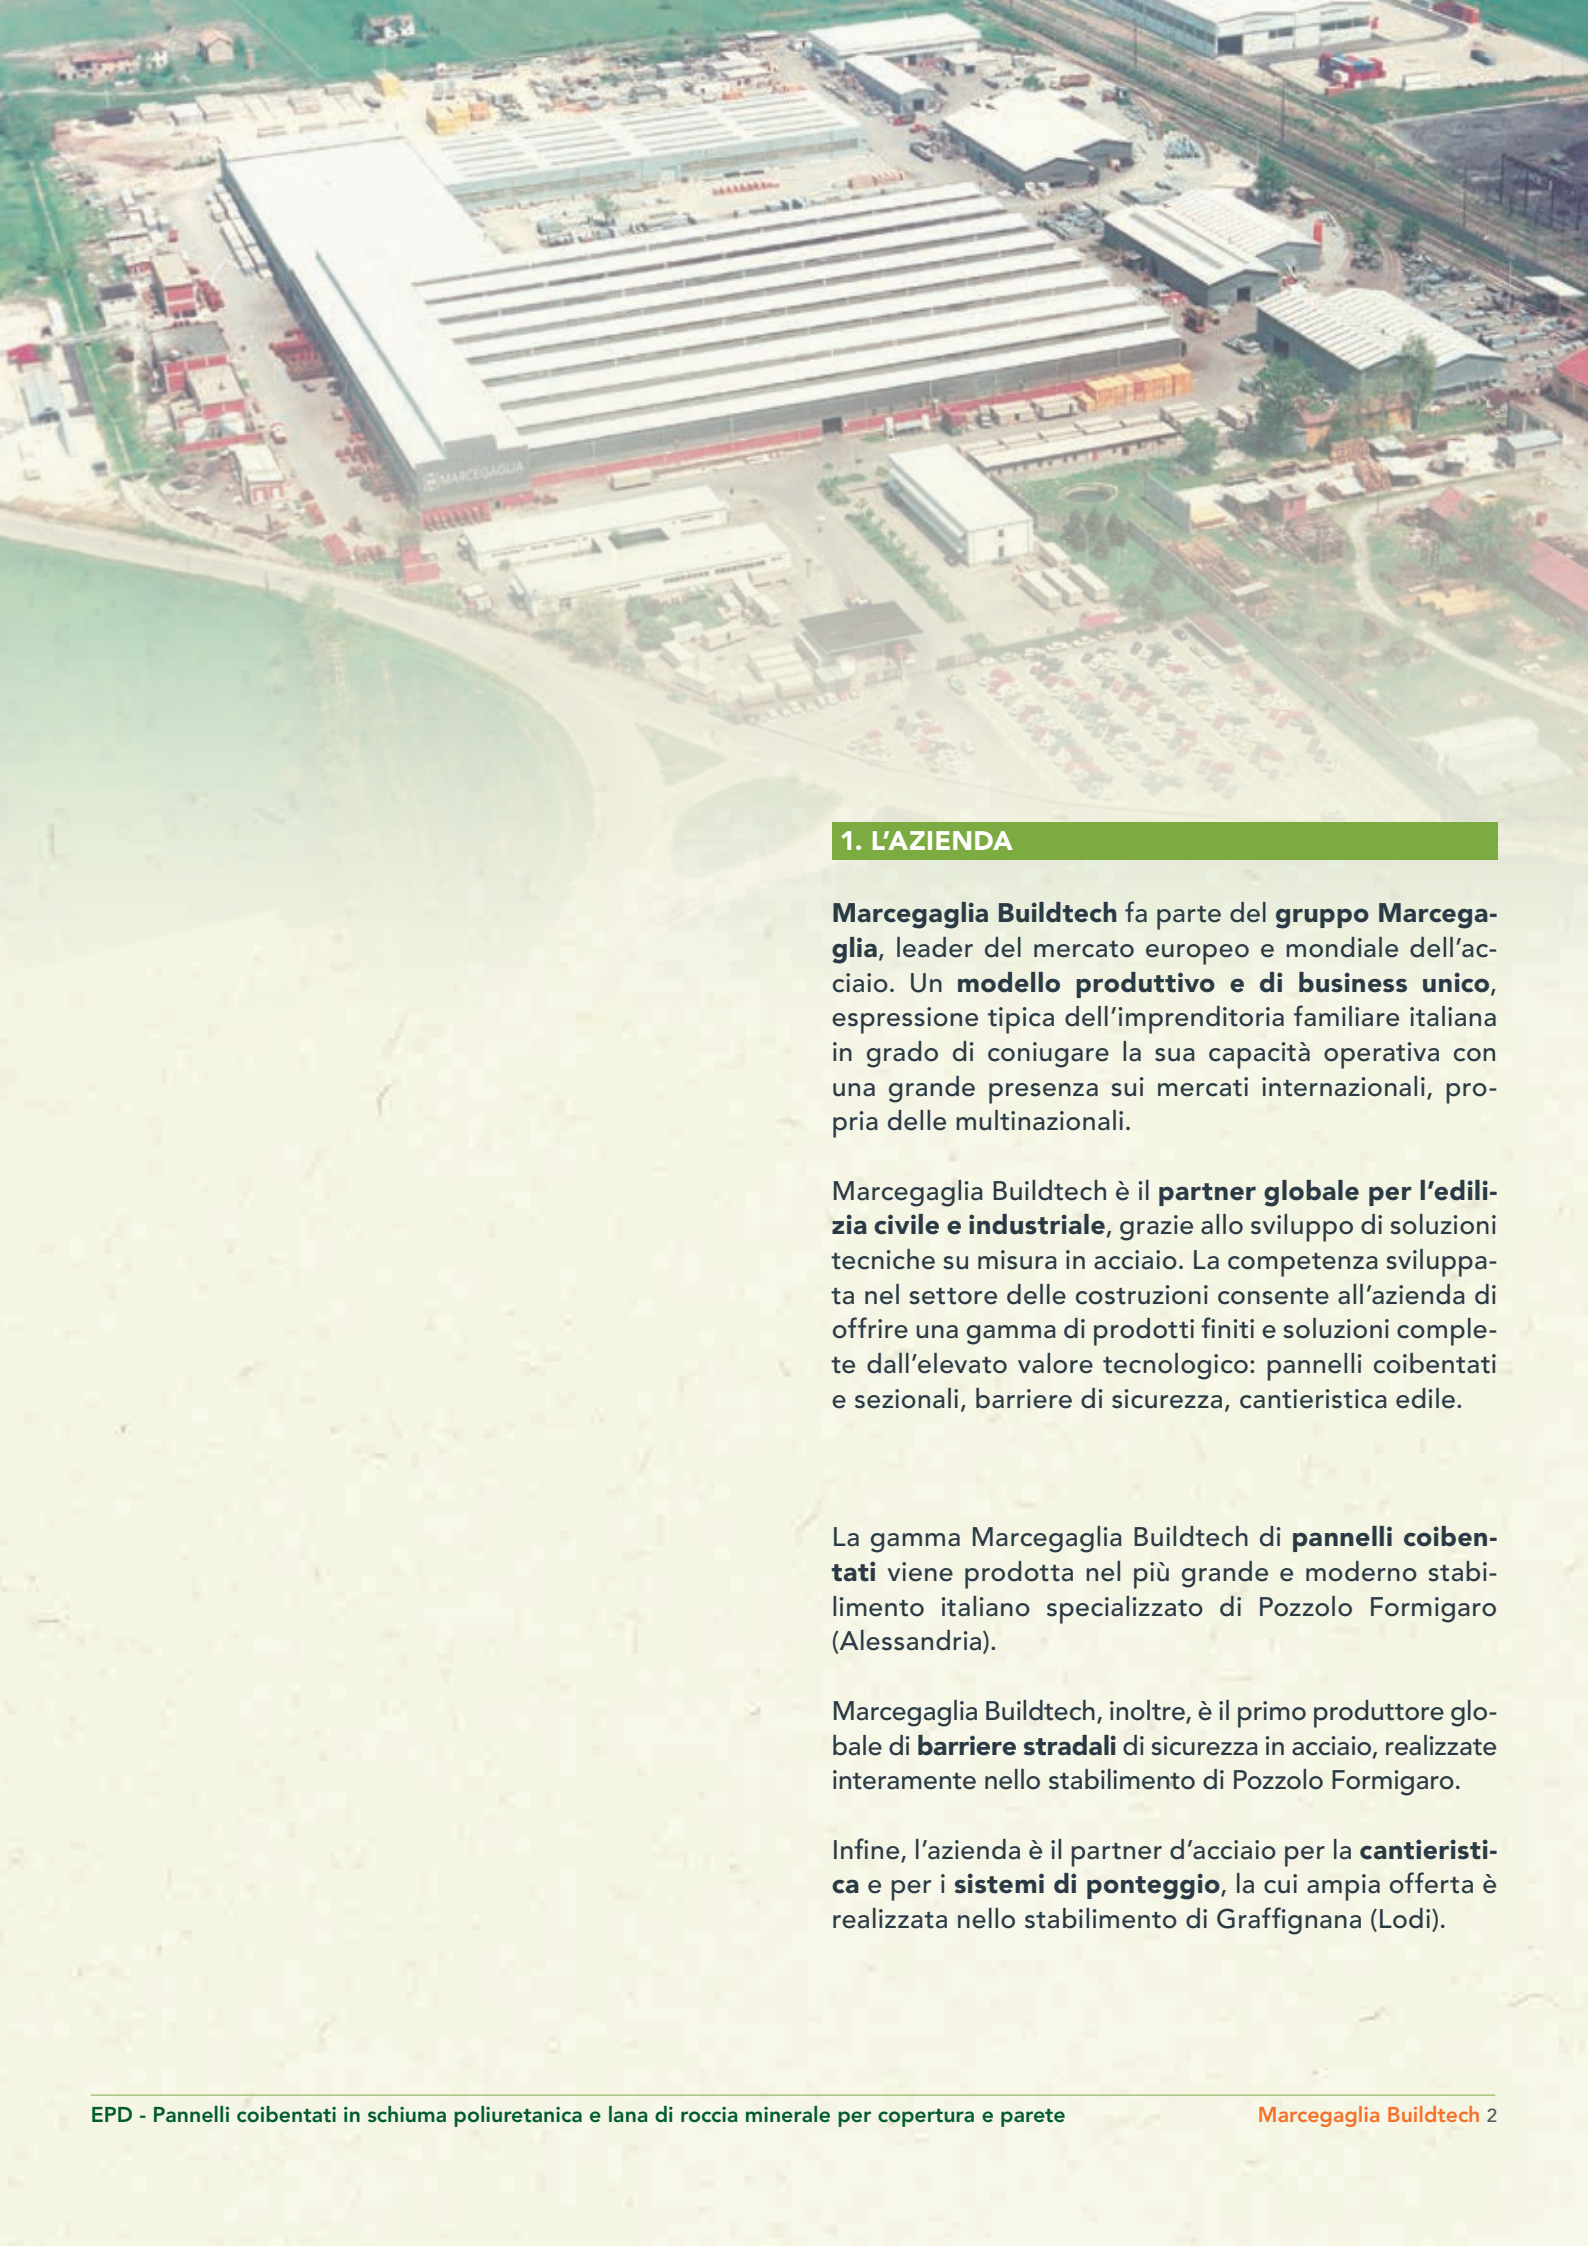 MARCEGAGLIA
1. L’AZIENDA
Marcegaglia Buildtech fa parte del gruppo Marcega-
glia, leader del mercato europeo e mondiale dell’ac-
ciaio. Un modello produttivo e di business unico,
espressione tipica dell’imprenditoria familiare italiana
in grado di coniugare la sua capacità operativa con
una grande presenza sui mercati internazionali, pro-
pria delle multinazionali.
Marcegaglia Buildtech è il partner globale per l’edili-
zia civile e industriale, grazie allo sviluppo di soluzioni
tecniche su misura in acciaio. La competenza sviluppa-
ta nel settore delle costruzioni consente all’azienda di
offrire una gamma di prodotti finiti e soluzioni comple-
te dall’elevato valore tecnologico: pannelli coibentati
e sezionali, barriere di sicurezza, cantieristica edile.
La gamma Marcegaglia Buildtech di pannelli coiben-
tati viene prodotta nel più grande e moderno stabi-
limento italiano specializzato di Pozzolo Formigaro
(Alessandria).
Marcegaglia Buildtech, inoltre, è il primo produttore glo-
bale di barriere stradali di sicurezza in acciaio, realizzate
interamente nello stabilimento di Pozzolo Formigaro.
Infine, l’azienda è il partner d’acciaio per la cantieristi-
ca e per i sistemi di ponteggio, la cui ampia offerta è
realizzata nello stabilimento di Graffignana (Lodi).
EPD - Pannelli coibentati in schiuma poliuretanica e lana di roccia minerale per copertura e parete
Marcegaglia Buildtech 2